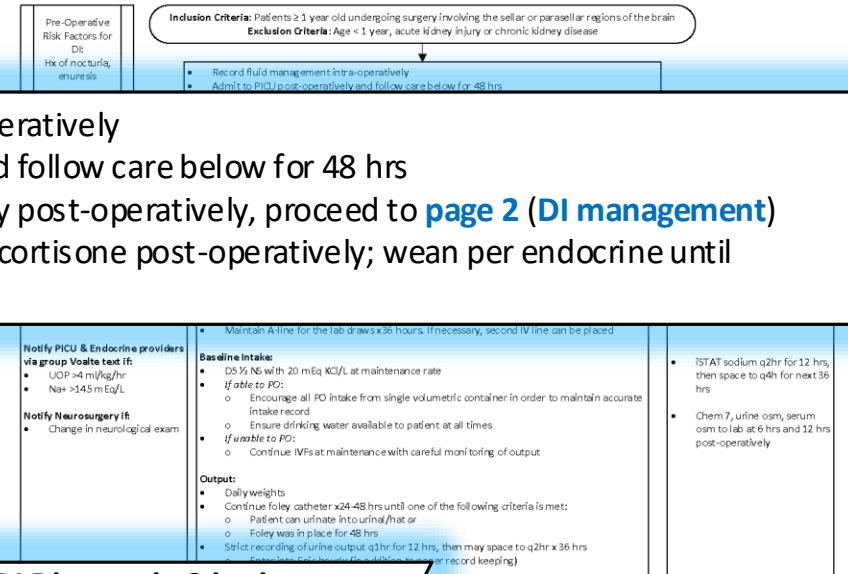 Pre-Operative
Risk Factors for
DI:
Hx of nocturia,
enuresis
Inclusion Criteria: Patients ≥ 1 year old undergoing surgery involving the sellar or parasellar regions of the brain
Exclusion Criteria: Age < 1 year, acute kidney injury or chronic kidney disease
• Record fluid management intra-operatively
• Admit to PICU post-operatively and follow care below for 48 hrs
eratively
d follow care below for 48 hrs
y post-operatively, proceed to page 2 (DI management)
cortisone post-operatively; wean per endocrine until
• Maintain A-line for the lab draws x36 hours. If necessary, second IV line can be placed
Notify PICU & Endocrine providers
via group Voalte text if:
• UOP >4 ml/kg/hr
• Na+ >145 mEq/L
Notify Neurosurgery if:
• Change in neurological exam
Baseline Intake:
• D5 ½ NS with 20 mEq KCl/L at maintenance rate
• If able to PO:
o Encourage all PO intake from single volumetric container in order to maintain accurate
intake record
o Ensure drinking water available to patient at all times
• If unable to PO:
o Continue IVFs at maintenance with careful monitoring of output
Output:
• Daily weights
• Continue foley catheter x24-48 hrs until one of the following criteria is met:
o Patient can urinate into urinal/hat or
o Foley was in place for 48 hrs
• Strict recording of urine output q1hr for 12 hrs, then may space to q2hr x 36 hrs
o Enter into Epic hourly (in addition to paper record keeping)
• iSTAT sodium q2hr for 12 hrs,
then space to q4h for next 36
hrs
• Chem 7, urine osm, serum
osm to lab at 6 hrs and 12 hrs
post-operatively